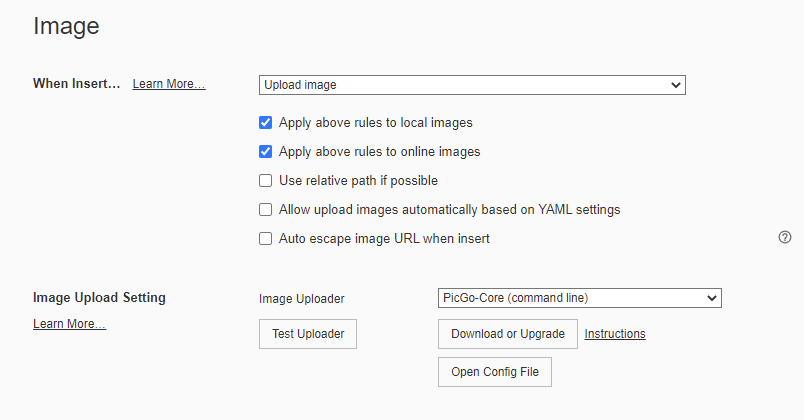 Image
When Insert... Learn More... Upload image
Apply above rules to local images
Apply above rules to online images
Use relative path if possible
Allow upload images automatically based on YAML settings
Auto escape image URL when insert ?
Image Upload Setting Image Uploader PicGo-Core (command line)
Learn More... Test Uploader Download or Upgrade Instructions
Open Config File